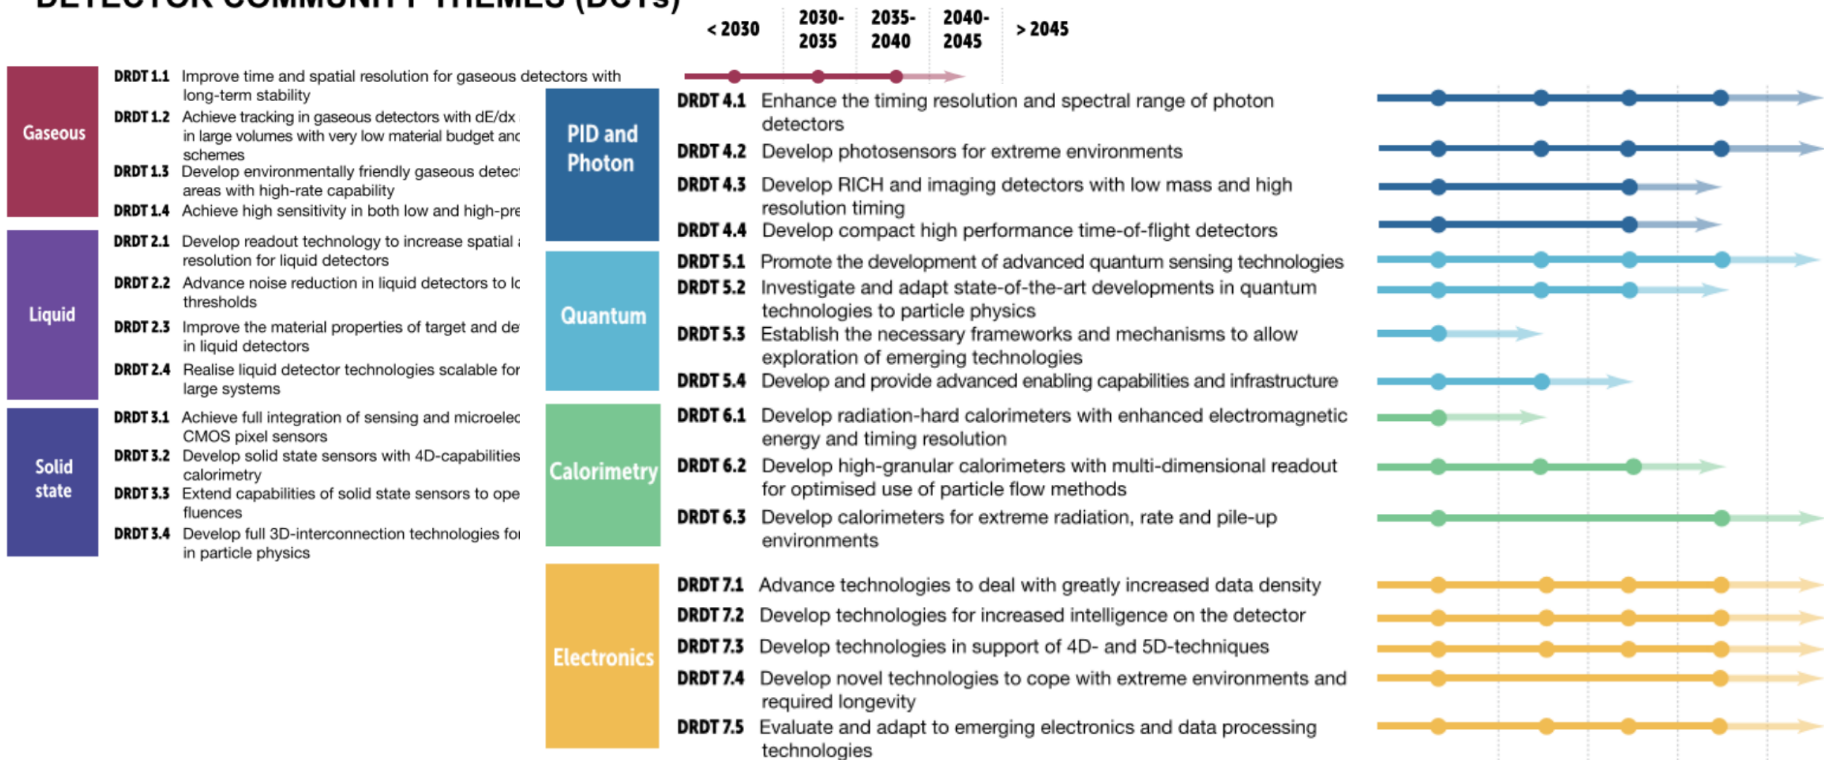 DETECTOR COMMUNITY THEMES (DCTs)
< 2030
2030-
2035
2035-
2040
2040-
2045
> 2045
Gaseous
DRDT 1.1 Improve time and spatial resolution for gaseous detectors with
long-term stability
DRDT 1.2 Achieve tracking in gaseous detectors with dE/dx
in large volumes with very low material budget and
schemes
DRDT 1.3 Develop environmentally friendly gaseous detec
areas with high-rate capability
DRDT 1.4 Achieve high sensitivity in both low and high-pre
Liquid
DRDT 2.1 Develop readout technology to increase spatial
resolution for liquid detectors
DRDT 2.2 Advance noise reduction in liquid detectors to lo
thresholds
DRDT 2.3 Improve the material properties of target and de
in liquid detectors
DRDT 2.4 Realise liquid detector technologies scalable for
large systems
Solid
state
DRDT 3.1 Achieve full integration of sensing and microelec
CMOS pixel sensors
DRDT 3.2 Develop solid state sensors with 4D-capabilities
calorimetry
DRDT 3.3 Extend capabilities of solid state sensors to ope
fluences
DRDT 3.4 Develop full 3D-interconnection technologies for
in particle physics
PID and
Photon
DRDT 4.1 Enhance the timing resolution and spectral range of photon
detectors
DRDT 4.2 Develop photosensors for extreme environments
DRDT 4.3 Develop RICH and imaging detectors with low mass and high
resolution timing
DRDT 4.4 Develop compact high performance time-of-flight detectors
Quantum
DRDT 5.1 Promote the development of advanced quantum sensing technologies
DRDT 5.2 Investigate and adapt state-of-the-art developments in quantum
technologies to particle physics
DRDT 5.3 Establish the necessary frameworks and mechanisms to allow
exploration of emerging technologies
DRDT 5.4 Develop and provide advanced enabling capabilities and infrastructure
Calorimetry
DRDT 6.1 Develop radiation-hard calorimeters with enhanced electromagnetic
energy and timing resolution
DRDT 6.2 Develop high-granular calorimeters with multi-dimensional readout
for optimised use of particle flow methods
DRDT 6.3 Develop calorimeters for extreme radiation, rate and pile-up
environments
Electronics
DRDT 7.1 Advance technologies to deal with greatly increased data density
DRDT 7.2 Develop technologies for increased intelligence on the detector
DRDT 7.3 Develop technologies in support of 4D- and 5D-techniques
DRDT 7.4 Develop novel technologies to cope with extreme environments and
required longevity
DRDT 7.5 Evaluate and adapt to emerging electronics and data processing
technologies